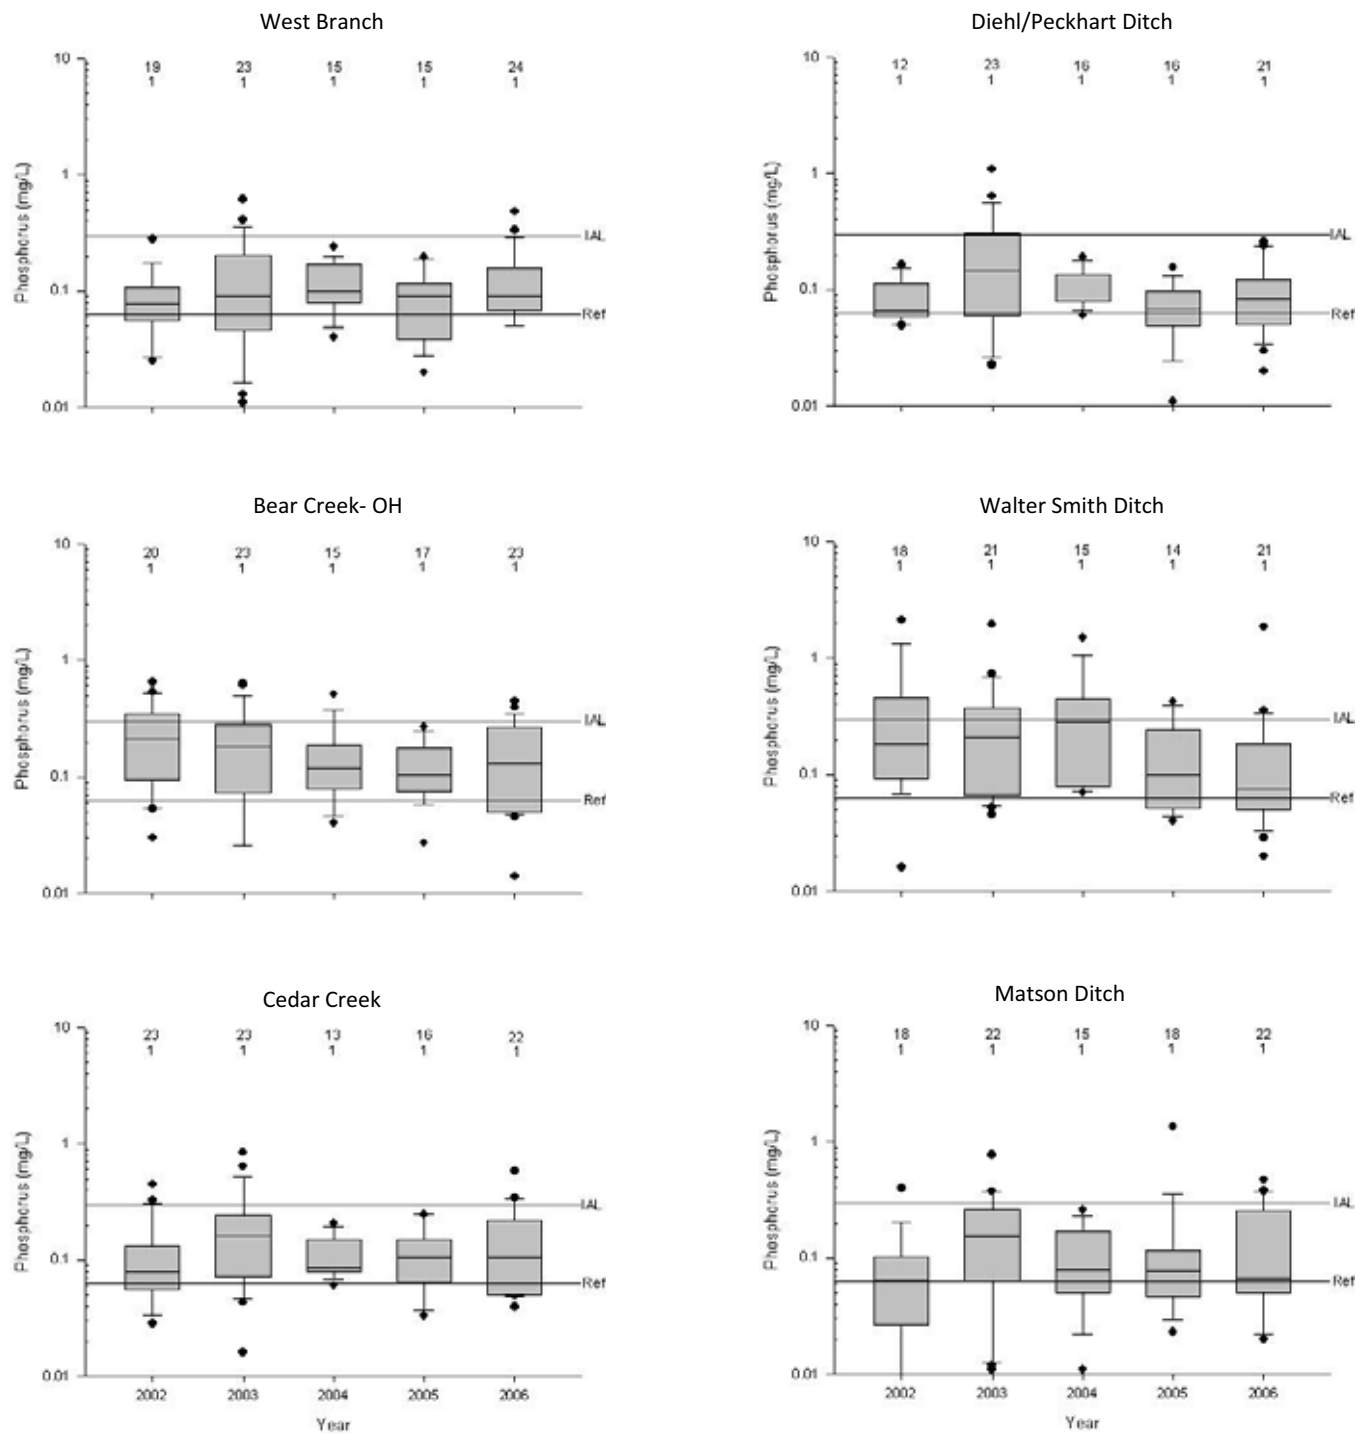 West Branch
10
19 23 15 15 24
1 1 1 1 1
1
IAL
0.1
Ref
0.01
Phosphorus (mg/L)
Diehl/Peckhart Ditch
10
12 23 16 16 21
1 1 1 1 1
1
IAL
0.1
Ref
0.01
Phosphorus (mg/L)
Bear Creek- OH
10
20 23 15 17 23
1 1 1 1 1
1
IAL
0.1
Ref
0.01
Phosphorus (mg/L)
Walter Smith Ditch
10
18 21 15 14 21
1 1 1 1 1
1
IAL
0.1
Ref
0.01
Phosphorus (mg/L)
Cedar Creek
10
23 23 13 16 22
1 1 1 1 1
1
IAL
0.1
Ref
0.01
Phosphorus (mg/L)
2002 2003 2004 2005 2006
Year
Matson Ditch
10
18 22 15 18 22
1 1 1 1 1
1
IAL
0.1
Ref
0.01
Phosphorus (mg/L)
2002 2003 2004 2005 2006
Year